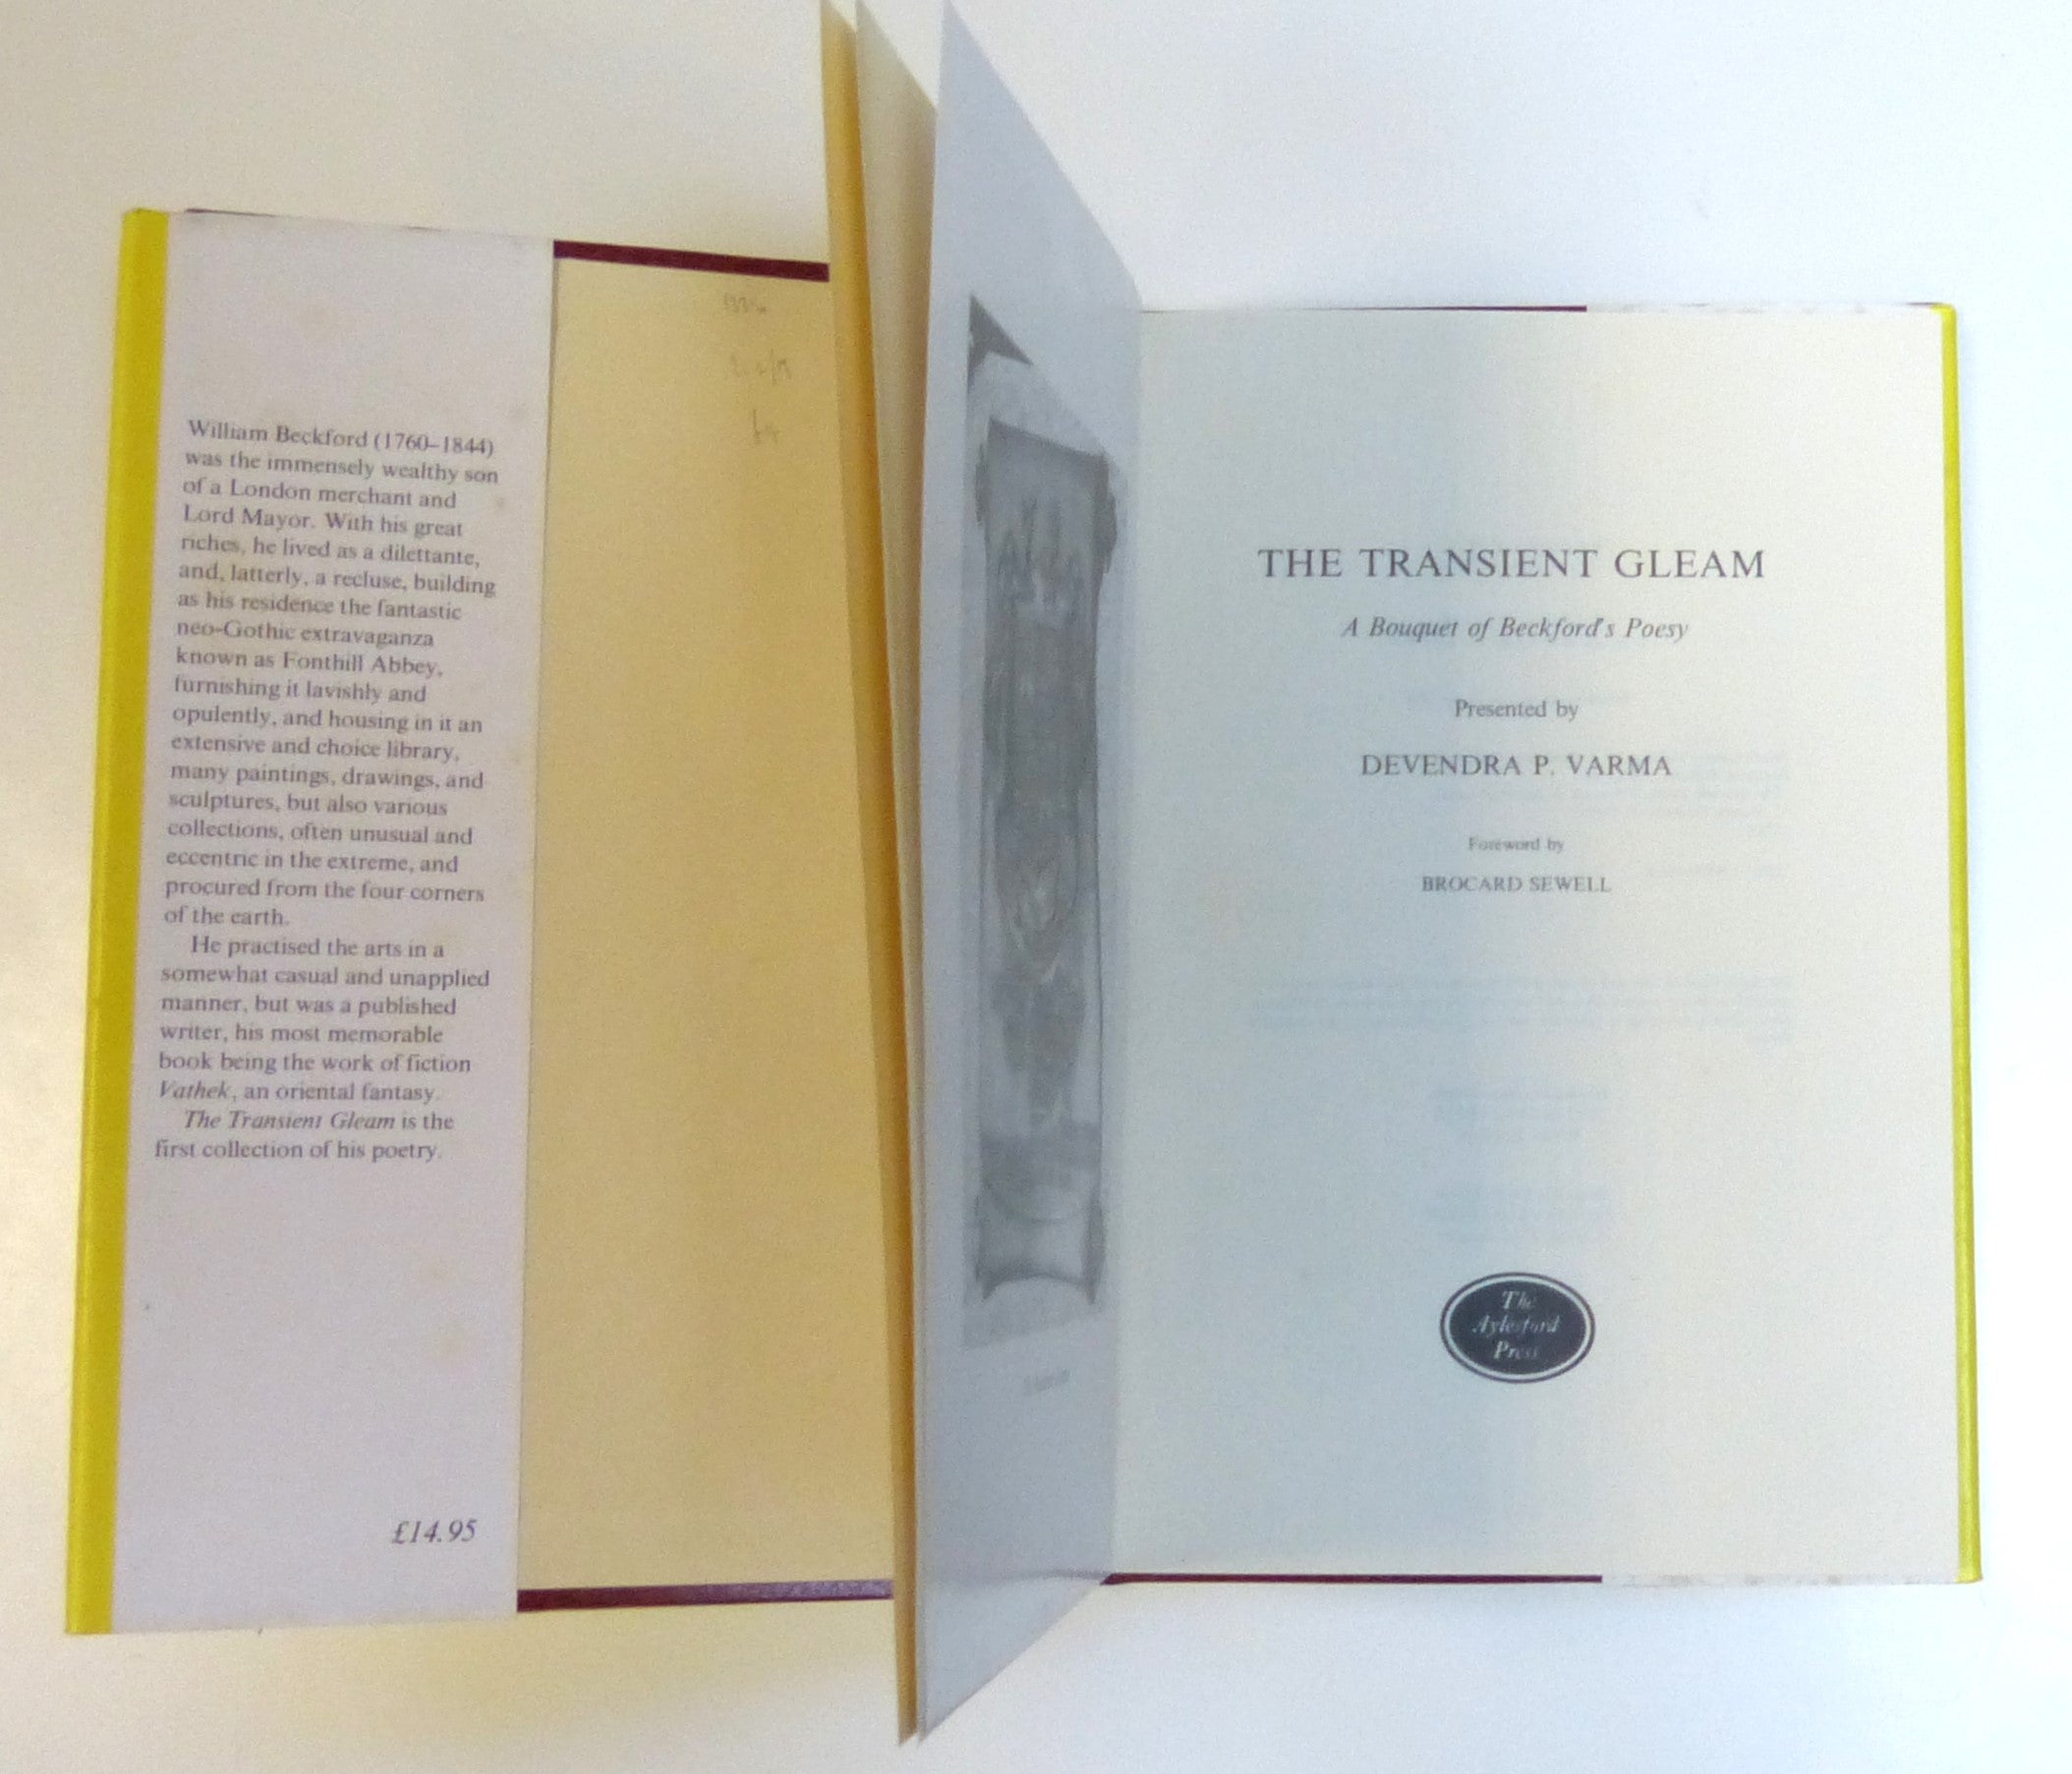 William Beckford (1760–1844)
was the immensely wealthy son
of a London merchant and
Lord Mayor. With his great
riches, he lived as a dilettante,
and, latterly, a recluse, building
as his residence the fantastic
neo-Gothic extravaganza
known as Fonthill Abbey,
furnishing it lavishly and
opulently, and housing in it an
extensive and choice library,
many paintings, drawings, and
sculptures, but also various
collections, often unusual and
eccentric in the extreme, and
procured from the four corners
of the earth.
He practised the arts in a
somewhat casual and unapplied
manner, but was a published
writer, his most memorable
book being the work of fiction
Vathek, an oriental fantasy.
The Transient Gleam is the
first collection of his poetry.
£14.95
THE TRANSIENT GLEAM
A Bouquet of Beckford's Poesy
Presented by
DEVENDRA P. VARMA
Foreword by
BROCARD SEWELL
The
Aylesford
Press